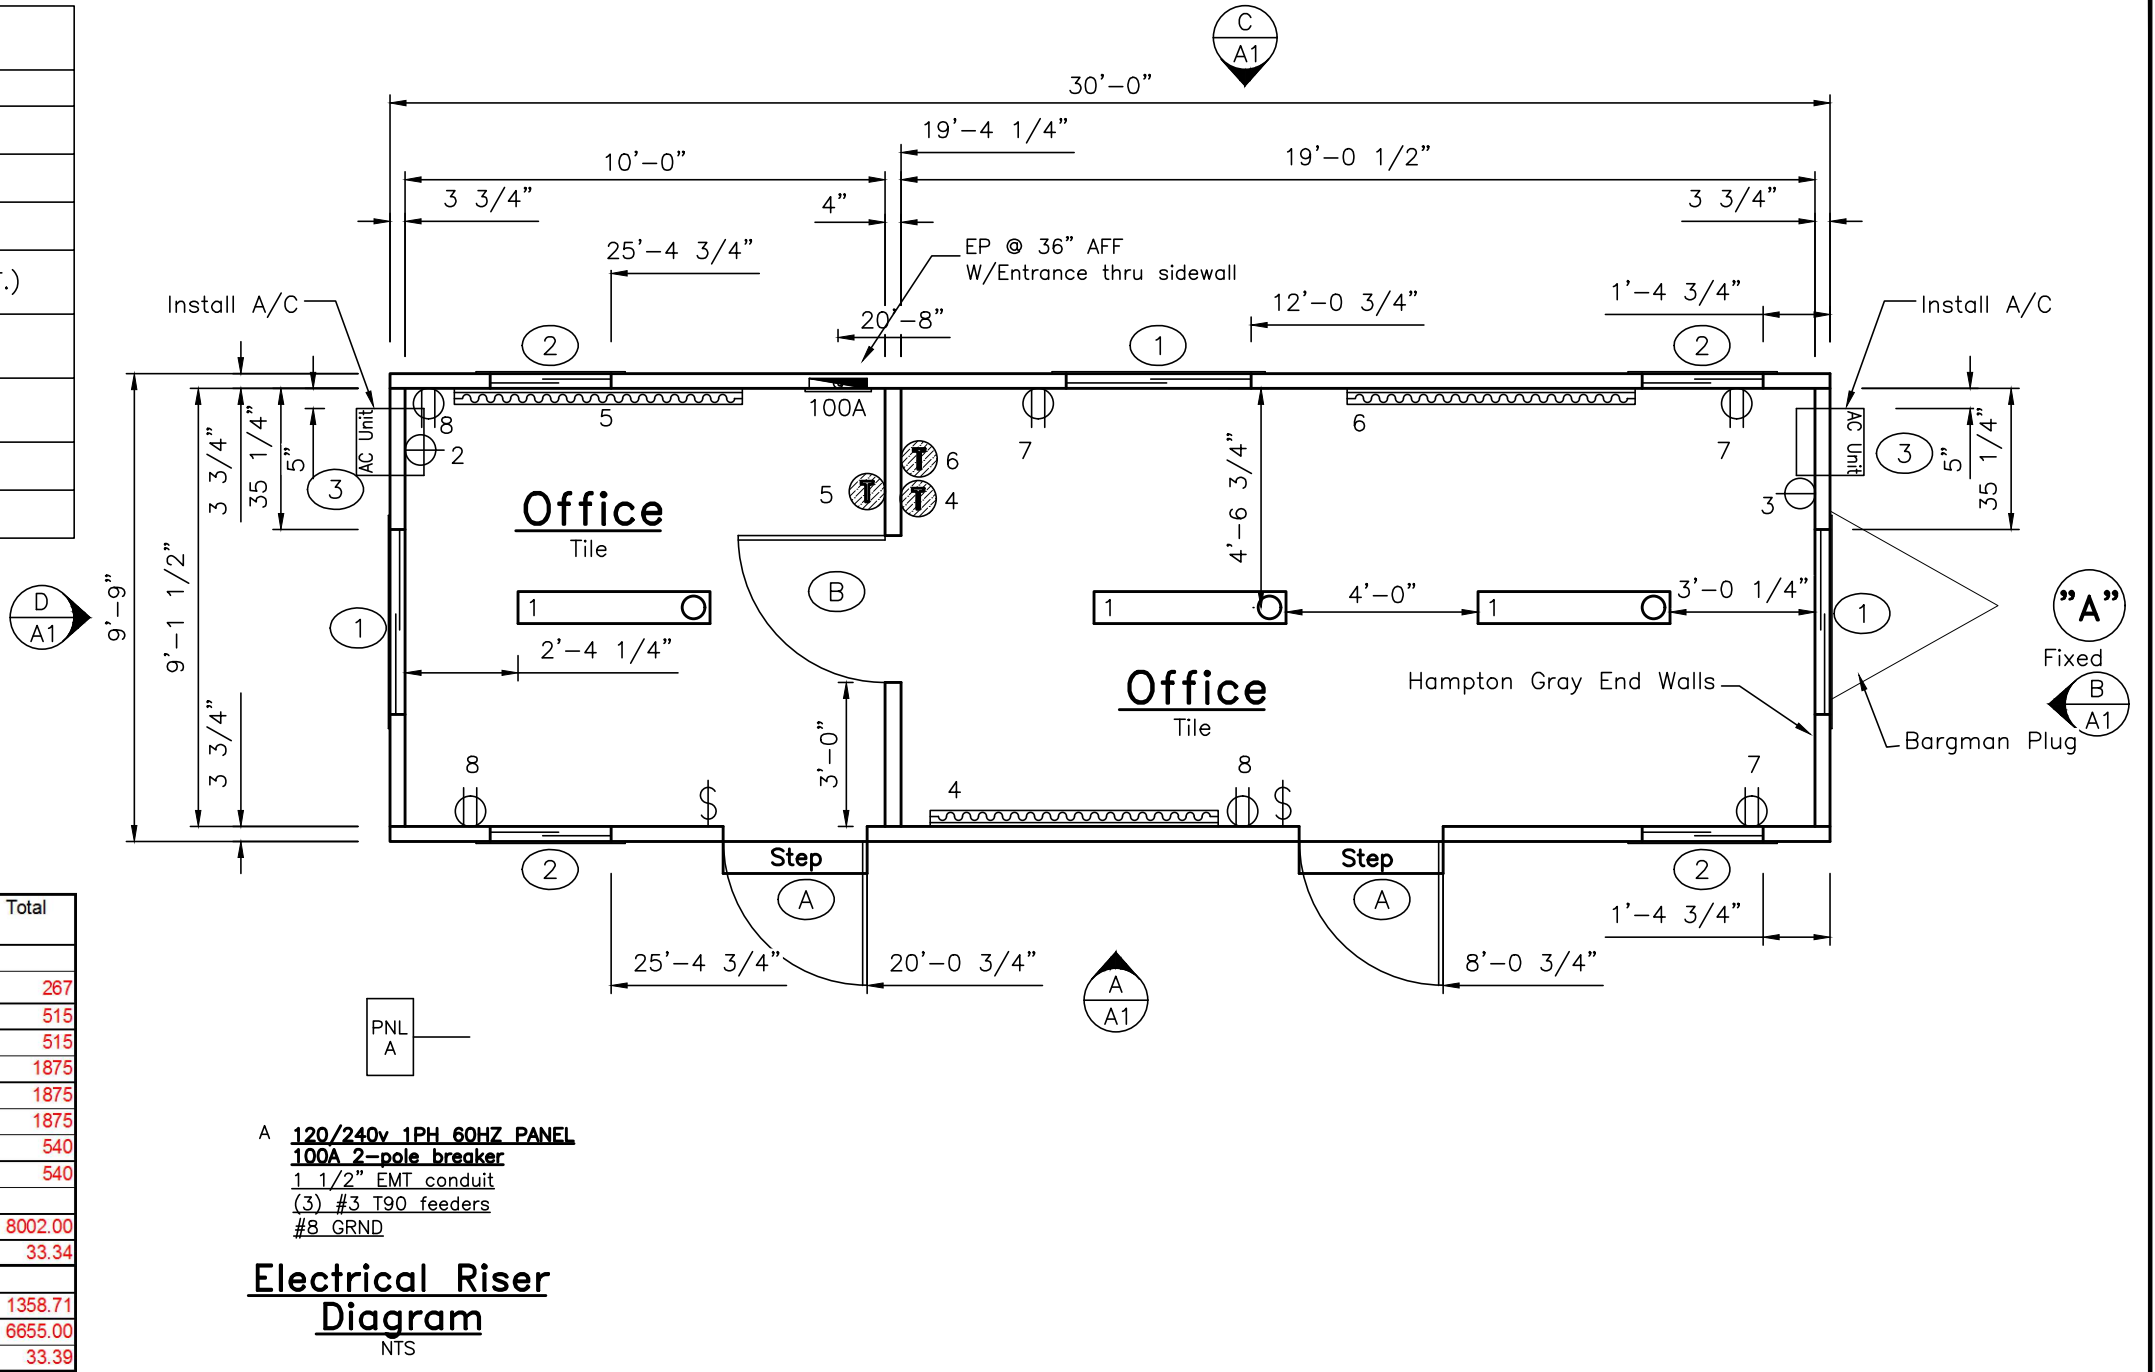 C
A1
30'-0"
19'-4 1/4"
10'-0"
19'-0 1/2"
3 3/4"
4"
3 3/4"
25'-4 3/4"
EP @ 36" AFF
W/Entrance thru sidewall
12'-0 3/4"
1'-4 3/4"
.)
Install A/C
20'-8"
Install A/C
2
1
2
100A
8
5
7
6
7
AC Unit
2
3
3 3/4"
35 1/4"
5"
AC Unit
3
5"
35 1/4"
6
5
4
3
Office
Tile
4'-6 3/4"
9'-9"
9'-1 1/2"
D
A1
1
1
B
1
4'-0"
1
3'-0 1/4"
1
"A"
Fixed
2'-4 1/4"
Office
Tile
Hampton Gray End Walls
B
A1
Bargman Plug
3 3/4"
3'-0"
8
4
8
7
$
$
2
Step
A
Step
A
2
1'-4 3/4"
25'-4 3/4"
20'-0 3/4"
8'-0 3/4"
A
A1
Total
267
515
515
1875
1875
1875
540
540
8002.00
33.34
1358.71
6655.00
33.39
PNL
A
A 120/240v 1PH 60HZ PANEL
100A 2-pole breaker
1 1/2" EMT conduit
(3) #3 T90 feeders
#8 GRND
Electrical Riser
Diagram
NTS
T
T
T